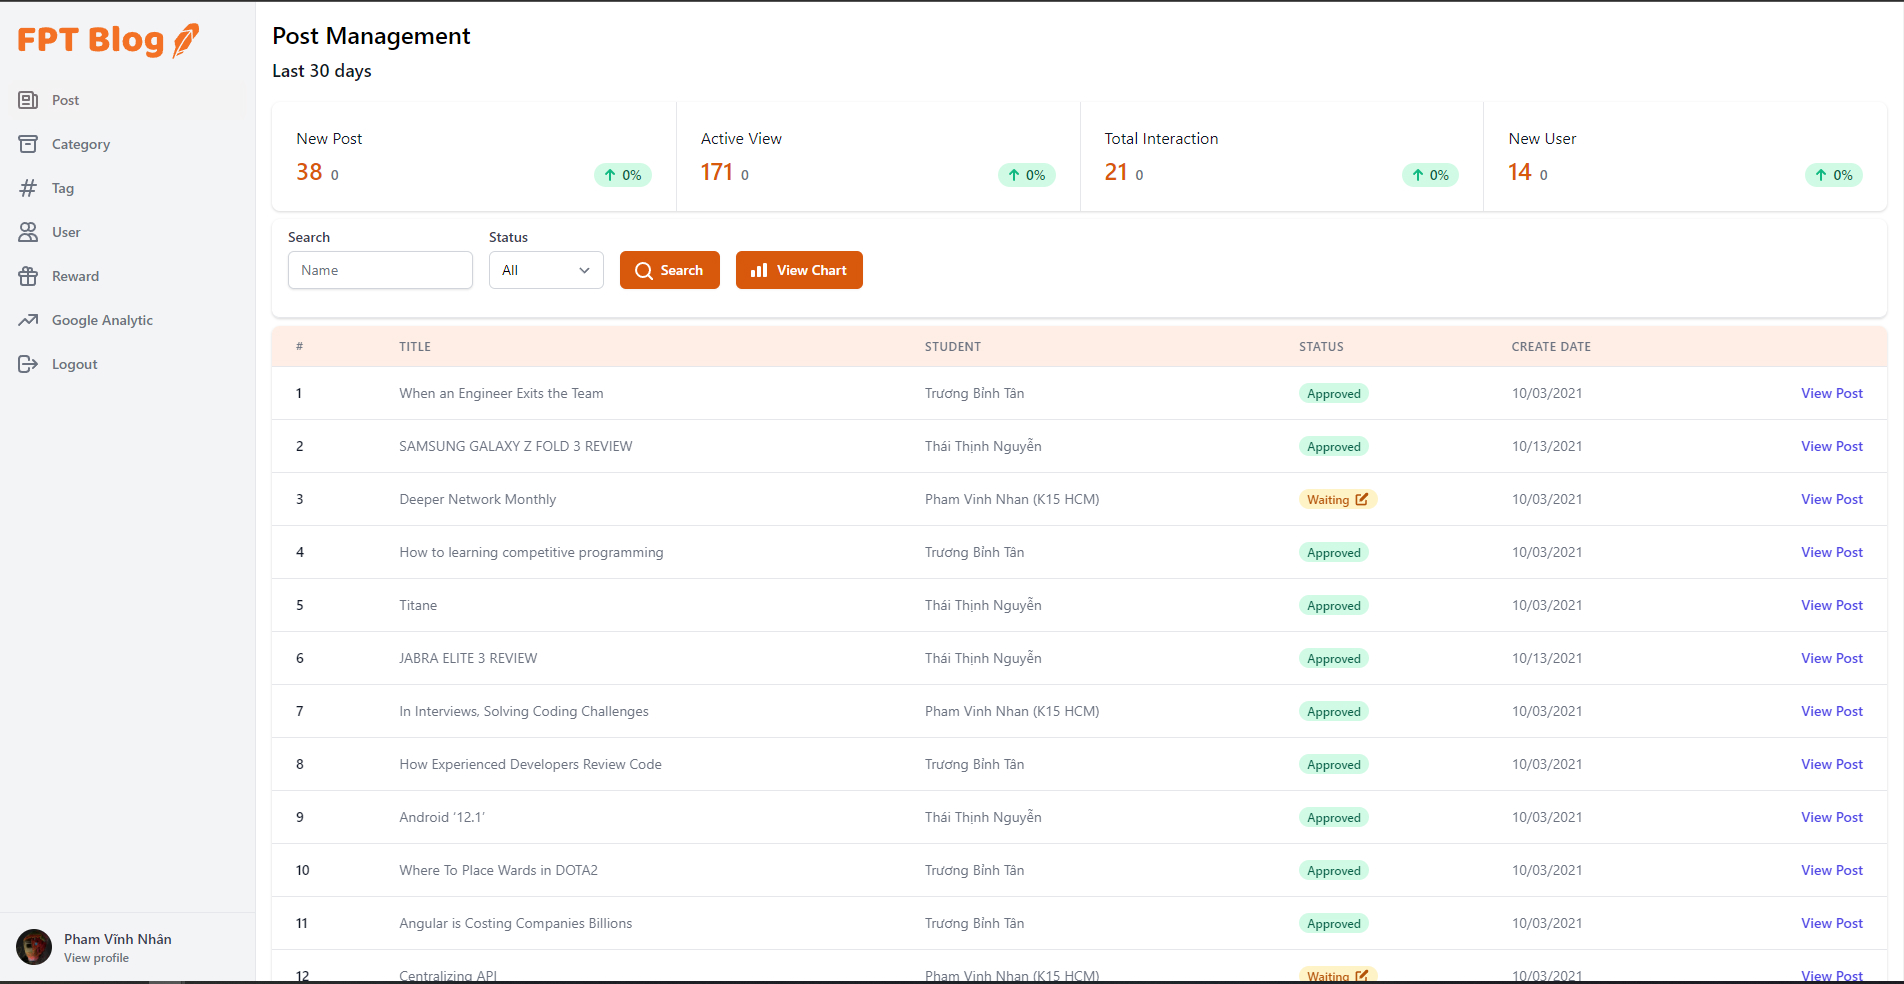 FPT Blog
Post
Category
Tag
User
Reward
Google Analytic
Logout
Pham Vĩnh Nhân
View profile
Post Management
Last 30 days
New Post
38 0
0%
Active View
171 0
0%
Total Interaction
21 0
0%
New User
14 0
0%
Search
Name
Status
All
Search
View Chart
# TITLE STUDENT STATUS CREATE DATE
1 When an Engineer Exits the Team Trương Bỉnh Tân Approved 10/03/2021 View Post
2 SAMSUNG GALAXY Z FOLD 3 REVIEW Thái Thịnh Nguyễn Approved 10/13/2021 View Post
3 Deeper Network Monthly Pham Vinh Nhan (K15 HCM) Waiting 10/03/2021 View Post
4 How to learning competitive programming Trương Bỉnh Tân Approved 10/03/2021 View Post
5 Titane Thái Thịnh Nguyễn Approved 10/03/2021 View Post
6 JABRA ELITE 3 REVIEW Thái Thịnh Nguyễn Approved 10/13/2021 View Post
7 In Interviews, Solving Coding Challenges Pham Vinh Nhan (K15 HCM) Approved 10/03/2021 View Post
8 How Experienced Developers Review Code Trương Bỉnh Tân Approved 10/03/2021 View Post
9 Android ‘12.1’ Thái Thịnh Nguyễn Approved 10/03/2021 View Post
10 Where To Place Wards in DOTA2 Trương Bỉnh Tân Approved 10/03/2021 View Post
11 Angular is Costing Companies Billions Trương Bỉnh Tân Approved 10/03/2021 View Post
12 Centralizing API Pham Vinh Nhan (K15 HCM) Waiting 10/03/2021 View Post